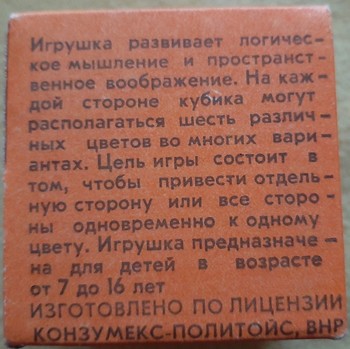 Игрушка развивает логичес-
кое мышление и пространст-
венное воображение. На каж-
дой стороне кубика могут
располагаться шесть различ-
ных цветов во многих вари-
антах. Цель игры состоит в
том, чтобы привести отдель-
ную сторону или все сторо-
ны одновременно к одному
цвету. Игрушка предназначе-
на для детей в возрасте
от 7 до 16 лет
ИЗГОТОВЛЕНО ПО ЛИЦЕНЗИИ
КОНЗУМЕКС-ПОЛИТОЙС, ВНР